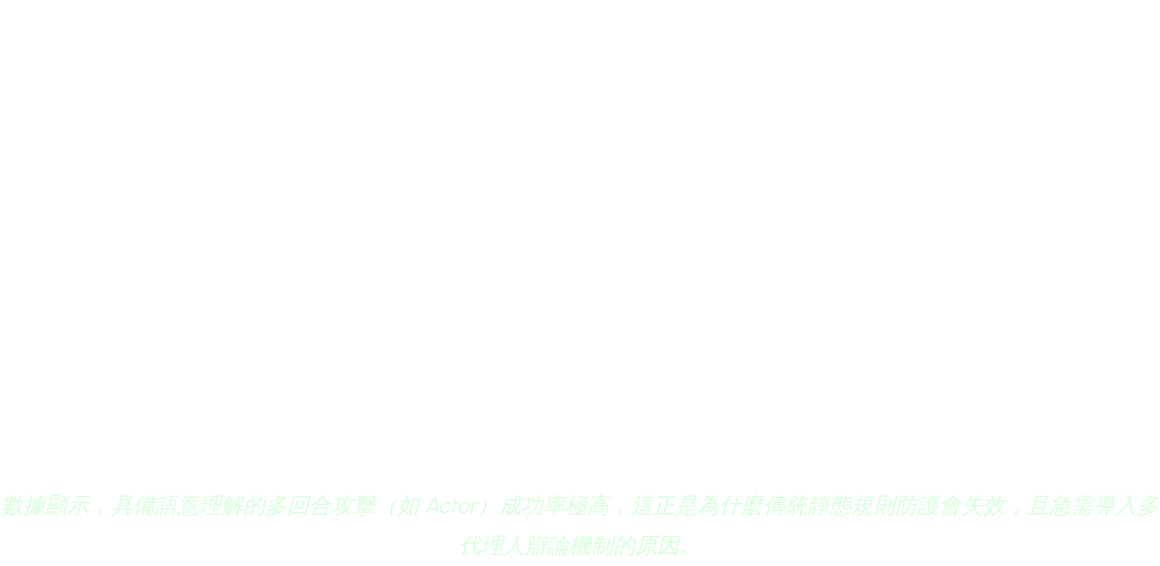 數據顯示，具備語意理解的多回合攻擊（如 Actor）成功率極高，這正是為什麼傳統靜態規則防護會失效，且急需導入多
代理人辯論機制的原因。